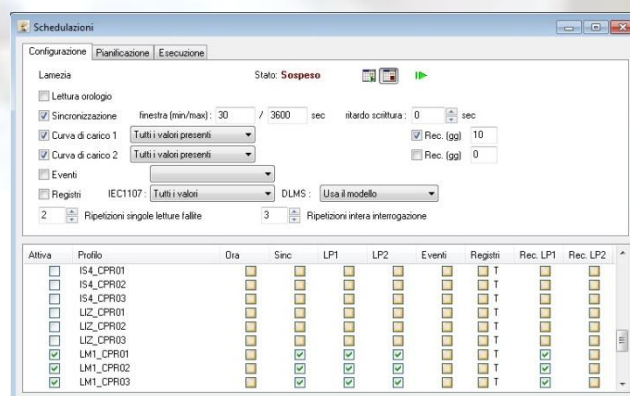 Schedulazioni
Configurazione Pianificazione Esecuzione
Lamezia Stato: Sospeso
Lettura orologio
Sincronizzazione finestra (min/max) : 30 / 3600 sec ritardo scrittura : 0 sec
Curva di carico 1 Tutti i valori presenti Rec. (gg) 10
Curva di carico 2 Tutti i valori presenti Rec. (gg) 0
Eventi
Registri IEC1107 : Tutti i valori DLMS : Usa il modello
2 Ripetizioni singole letture fallite 3 Ripetizioni intera interrogazione
Attiva Profilo Ora Sinc LP1 LP2 Eventi Registri Rec. LP1 Rec. LP2
IS4_CPR01 T
IS4_CPR02 T
IS4_CPR03 T
LIZ_CPR01 T
LIZ_CPR02 T
LIZ_CPR03 T
LM1_CPR01 T
LM1_CPR02 T
LM1_CPR03 T